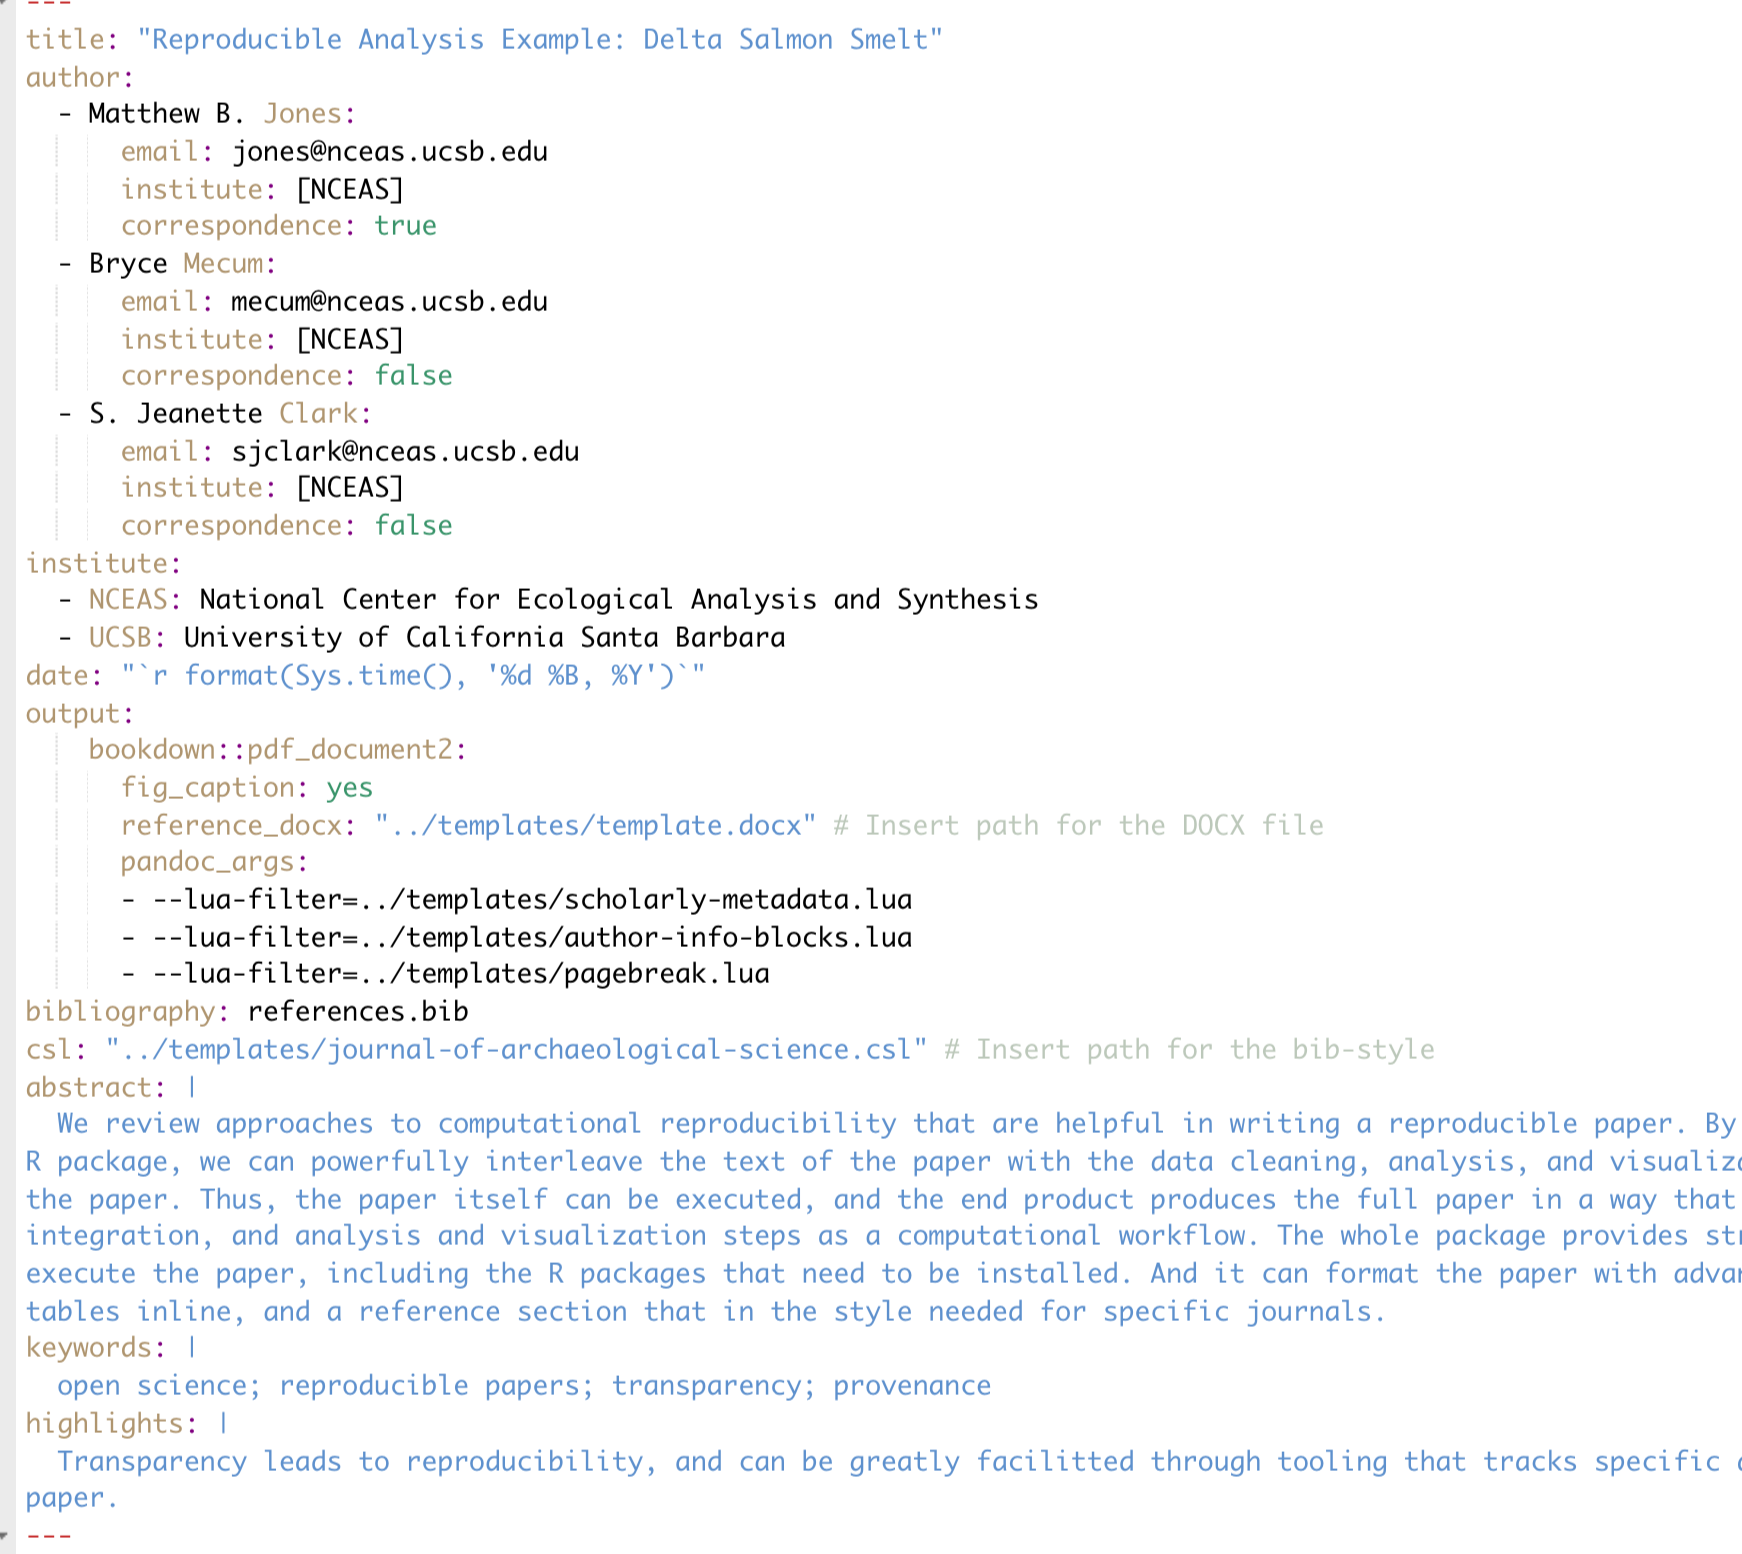 ---
title: "Reproducible Analysis Example: Delta Salmon Smelt"
author:
  - Matthew B. Jones:
      email: jones@nceas.ucsb.edu
      institute: [NCEAS]
      correspondence: true
  - Bryce Mecum:
      email: mecum@nceas.ucsb.edu
      institute: [NCEAS]
      correspondence: false
  - S. Jeanette Clark:
      email: sjclark@nceas.ucsb.edu
      institute: [NCEAS]
      correspondence: false
institute:
  - NCEAS: National Center for Ecological Analysis and Synthesis
  - UCSB: University of California Santa Barbara
date: "`r format(Sys.time(), '%d %B, %Y')`"
output:
    bookdown::pdf_document2:
      fig_caption: yes
      reference_docx: "../templates/template.docx" # Insert path for the DOCX file
      pandoc_args:
      - --lua-filter=../templates/scholarly-metadata.lua
      - --lua-filter=../templates/author-info-blocks.lua
      - --lua-filter=../templates/pagebreak.lua
bibliography: references.bib
csl: "../templates/journal-of-archaeological-science.csl" # Insert path for the bib-style
abstract: |
  We review approaches to computational reproducibility that are helpful in writing a reproducible paper. By
R package, we can powerfully interleave the text of the paper with the data cleaning, analysis, and
the paper. Thus, the paper itself can be executed, and the end product produces the full paper in a way that
integration, and analysis and visualization steps as a computational workflow. The whole package provides
execute the paper, including the R packages that need to be installed. And it can format the paper with
tables inline, and a reference section that in the style needed for specific journals.
keywords: |
  open science; reproducible papers; transparency; provenance
highlights: |
  Transparency leads to reproducibility, and can be greatly facilitted through tooling that tracks specific
paper.
---